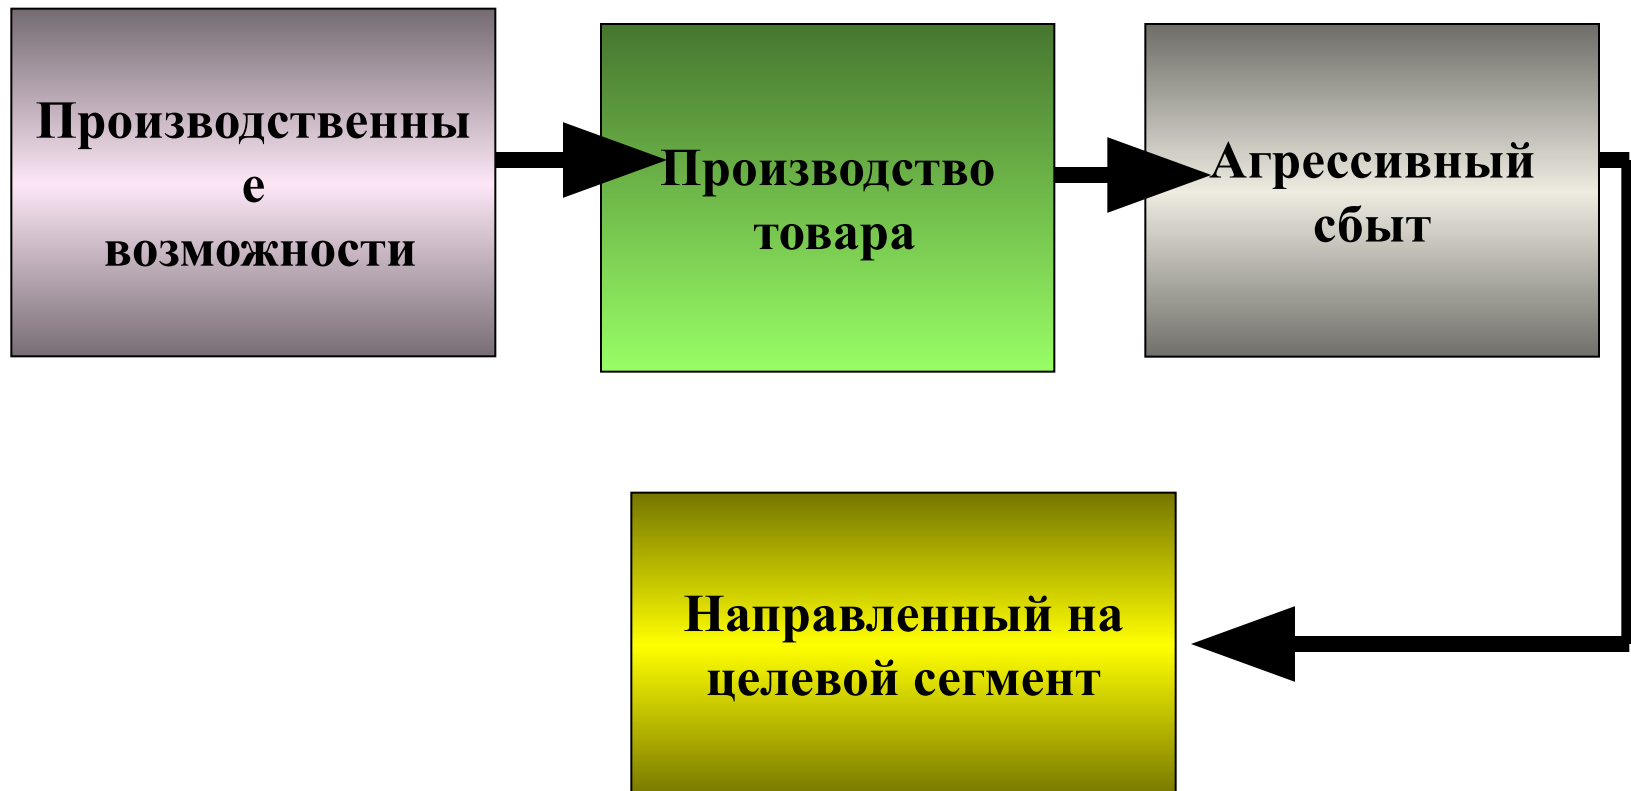 Производственны
е
возможности
Производство
товара
Агрессивный
сбыт
Направленный на
целевой сегмент